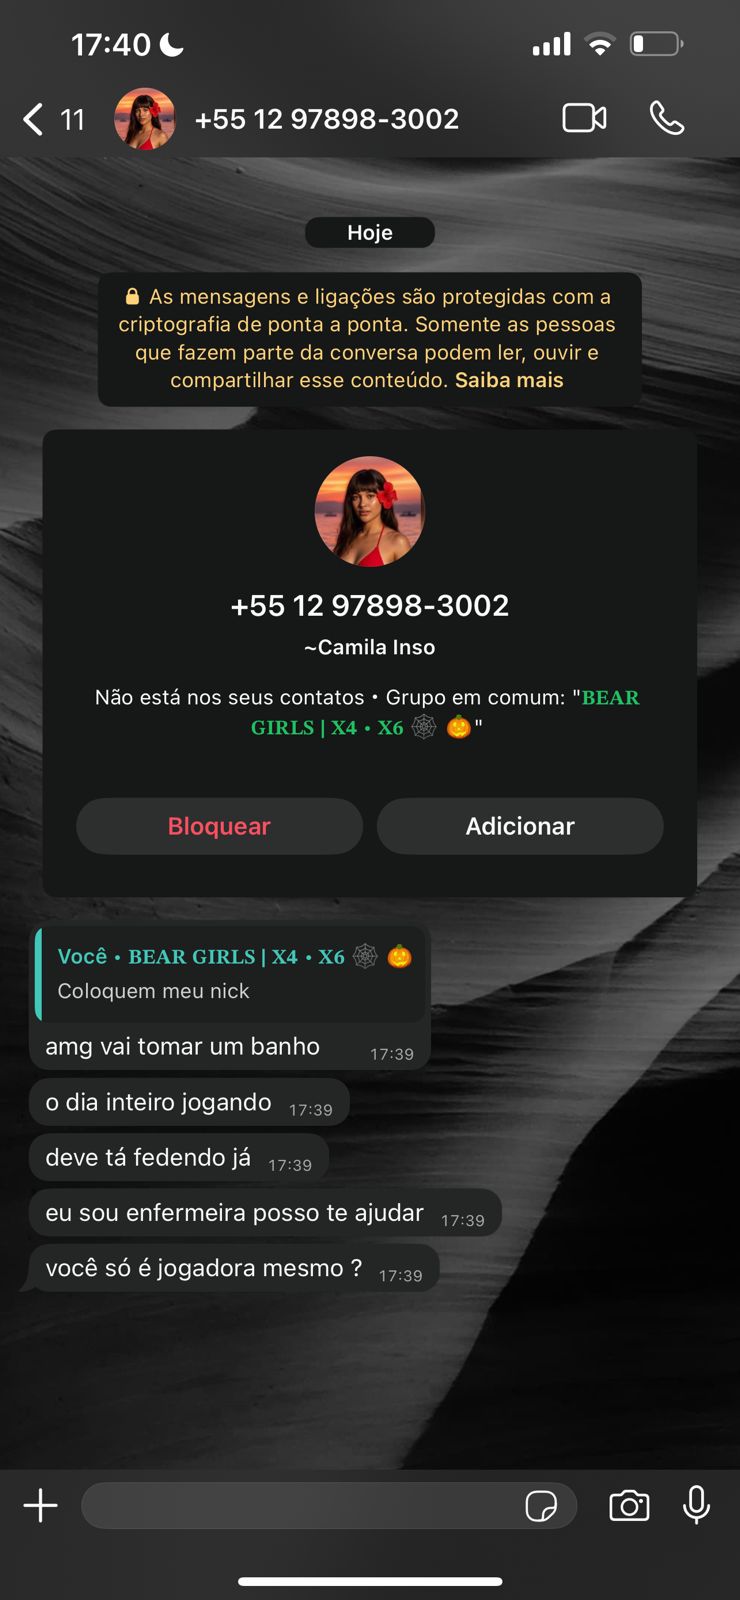 17:40
11
+55 12 97898-3002
Hoje
As mensagens e ligações são protegidas com a
criptografia de ponta a ponta. Somente as pessoas
que fazem parte da conversa podem ler, ouvir e
compartilhar esse conteúdo. Saiba mais
+55 12 97898-3002
~Camila Inso
Não está nos seus contatos • Grupo em comum: "BEAR
GIRLS | X4 • X6 🕸️ 🎃"
Bloquear
Adicionar
Você • BEAR GIRLS | X4 • X6 🕸️ 🎃
Coloquem meu nick
amg vai tomar um banho 17:39
o dia inteiro jogando 17:39
deve tá fedendo já 17:39
eu sou enfermeira posso te ajudar 17:39
você só é jogadora mesmo ? 17:39